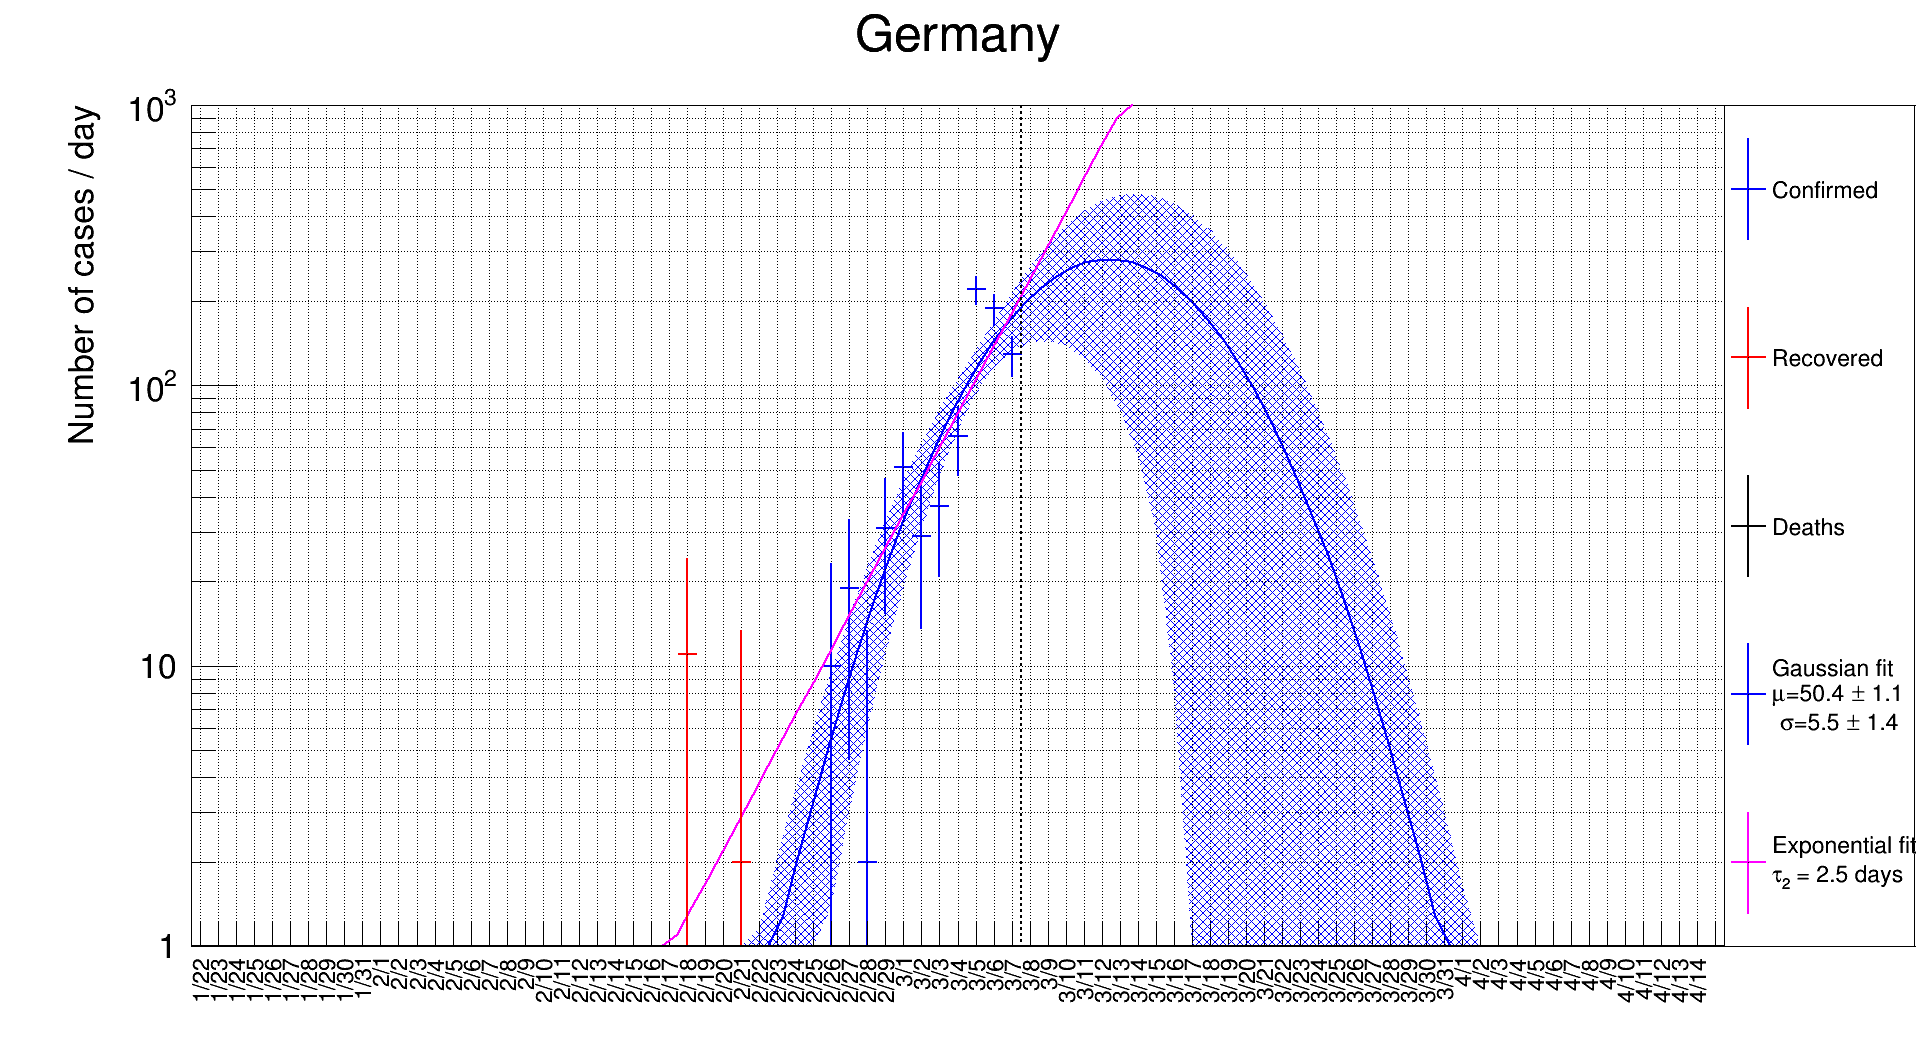 Germany
Number of cases / day
10³
10²
10
1
1/22 1/23 1/24 1/25 1/26 1/27 1/28 1/29 1/30 1/31 2/1 2/2 2/3 2/4 2/5 2/6 2/7 2/8 2/9 2/10 2/11 2/12 2/13 2/14 2/15 2/16 2/17 2/18 2/19 2/20 2/21 2/22 2/23 2/24 2/25 2/26 2/27 2/28 2/29 3/1 3/2 3/3 3/4 3/5 3/6 3/7 3/8 3/9 3/10 3/11 3/12 3/13 3/14 3/15 3/16 3/17 3/18 3/19 3/20 3/21 3/22 3/23 3/24 3/25 3/26 3/27 3/28 3/29 3/30 3/31 4/1 4/2 4/3 4/4 4/5 4/6 4/7 4/8 4/9 4/10 4/11 4/12 4/13 4/14
Confirmed
Recovered
Deaths
Gaussian fit
μ=50.4 ± 1.1
σ=5.5 ± 1.4
Exponential fit
τ₂ = 2.5 days